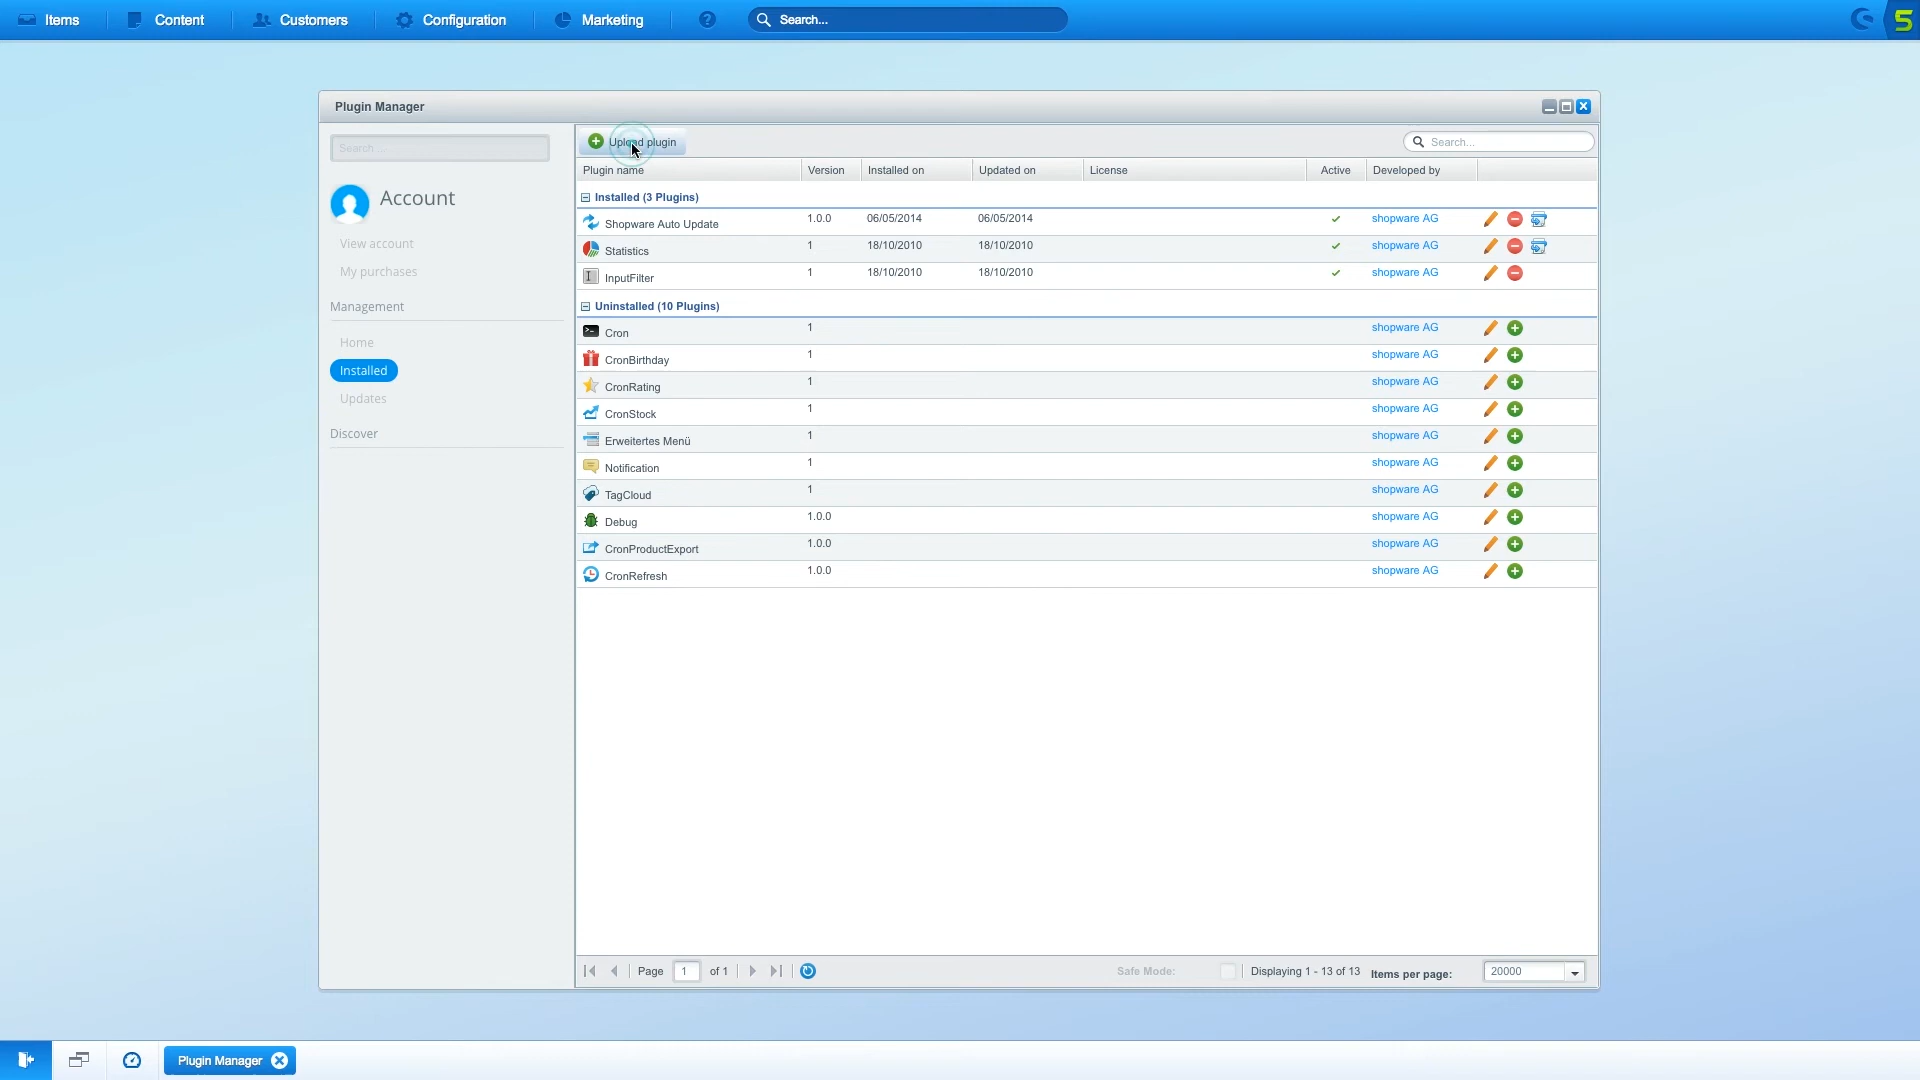 Items
Content
Customers
Configuration
Marketing
?
Search...
Plugin Manager
Search ...
Account
View account
My purchases
Management
Home
Installed
Updates
Discover
Upload plugin
Search...
Plugin name Version Installed on Updated on License Active Developed by
Installed (3 Plugins)
Shopware Auto Update 1.0.0 06/05/2014 06/05/2014 shopware AG
Statistics 1 18/10/2010 18/10/2010 shopware AG
InputFilter 1 18/10/2010 18/10/2010 shopware AG
Uninstalled (10 Plugins)
Cron 1 shopware AG
CronBirthday 1 shopware AG
CronRating 1 shopware AG
CronStock 1 shopware AG
Erweitertes Menü 1 shopware AG
Notification 1 shopware AG
TagCloud 1 shopware AG
Debug 1.0.0 shopware AG
CronProductExport 1.0.0 shopware AG
CronRefresh 1.0.0 shopware AG
Page 1 of 1
Safe Mode:
Displaying 1 - 13 of 13
Items per page: 20000
Plugin Manager